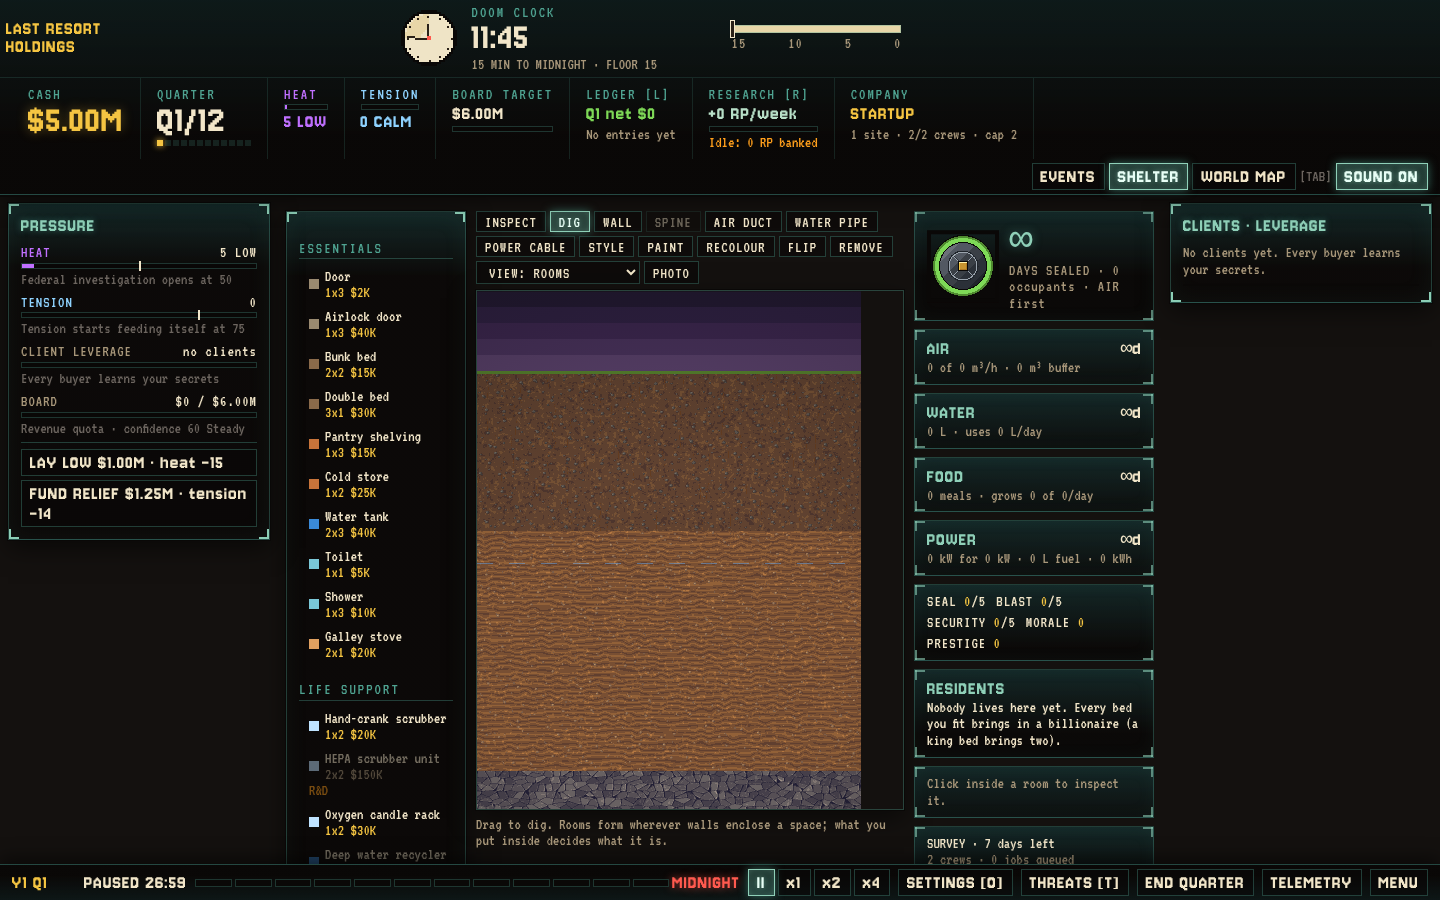 LAST RESORT
HOLDINGS
DOOM CLOCK
11:45
15 MIN TO MIDNIGHT · FLOOR 15
15 10 5 0
CASH
$5.00M
QUARTER
Q1/12
HEAT
5 LOW
TENSION
0 CALM
BOARD TARGET
$6.00M
LEDGER [L]
Q1 net $0
No entries yet
RESEARCH [R]
+0 RP/week
Idle: 0 RP banked
COMPANY
STARTUP
1 site · 2/2 crews · cap 2
EVENTS
SHELTER
WORLD MAP
[TAB]
SOUND ON
PRESSURE
HEAT 5 LOW
Federal investigation opens at 50
TENSION 0
Tension starts feeding itself at 75
CLIENT LEVERAGE no clients
Every buyer learns your secrets
BOARD $0 / $6.00M
Revenue quota · confidence 60 Steady
LAY LOW $1.00M · heat -15
FUND RELIEF $1.25M · tension
-14
ESSENTIALS
Door
1x3 $2K
Airlock door
1x3 $40K
Bunk bed
2x2 $15K
Double bed
3x1 $30K
Pantry shelving
1x3 $15K
Cold store
1x2 $25K
Water tank
2x3 $40K
Toilet
1x1 $5K
Shower
1x3 $10K
Galley stove
2x1 $20K
LIFE SUPPORT
Hand-crank scrubber
1x2 $20K
HEPA scrubber unit
2x2 $150K
R&D
Oxygen candle rack
1x2 $30K
Deep water recycler
INSPECT
DIG
WALL
SPINE
AIR DUCT
WATER PIPE
POWER CABLE
STYLE
PAINT
RECOLOUR
FLIP
REMOVE
VIEW: ROOMS
PHOTO
Drag to dig. Rooms form wherever walls enclose a space; what you
put inside decides what it is.
∞
DAYS SEALED · 0
occupants · AIR
first
AIR ∞d
0 of 0 m³/h · 0 m³ buffer
WATER ∞d
0 L · uses 0 L/day
FOOD ∞d
0 meals · grows 0 of 0/day
POWER ∞d
0 kW for 0 kW · 0 L fuel · 0 kWh
SEAL 0/5 BLAST 0/5
SECURITY 0/5 MORALE 0
PRESTIGE 0
RESIDENTS
Nobody lives here yet. Every bed
you fit brings in a billionaire (a
king bed brings two).
Click inside a room to inspect
it.
SURVEY · 7 days left
2 crews · 0 jobs queued
CLIENTS · LEVERAGE
No clients yet. Every buyer learns
your secrets.
Y1 Q1
PAUSED 26:59
MIDNIGHT
II
x1
x2
x4
SETTINGS [O]
THREATS [T]
END QUARTER
TELEMETRY
MENU